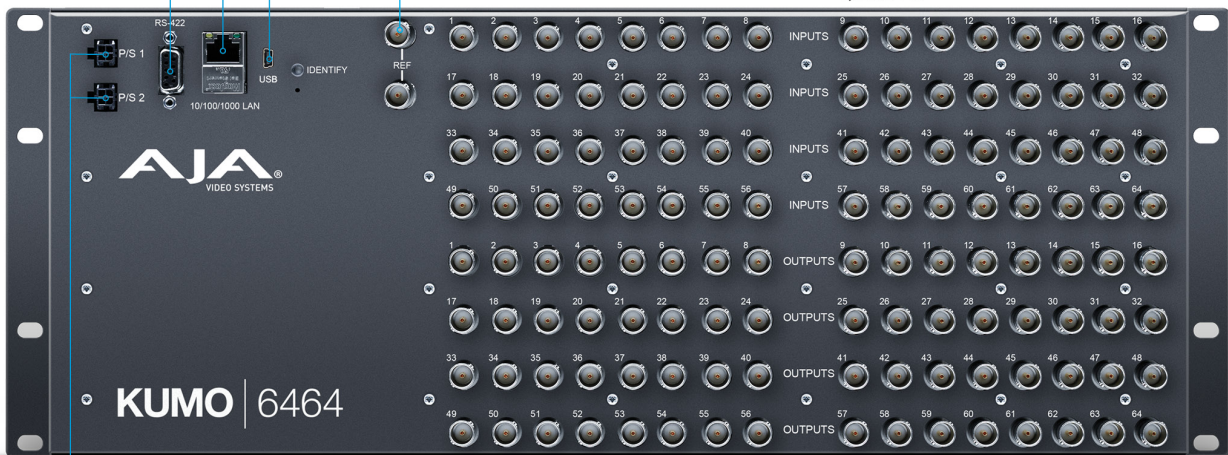 RS-422
P/S 1
P/S 2
10/100/1000 LAN
USB
IDENTIFY
REF
1 2 3 4 5 6 7 8 INPUTS 9 10 11 12 13 14 15 16
17 18 19 20 21 22 23 24 INPUTS 25 26 27 28 29 30 31 32
33 34 35 36 37 38 39 40 INPUTS 41 42 43 44 45 46 47 48
49 50 51 52 53 54 55 56 INPUTS 57 58 59 60 61 62 63 64
AJA®
VIDEO SYSTEMS
1 2 3 4 5 6 7 8 OUTPUTS 9 10 11 12 13 14 15 16
17 18 19 20 21 22 23 24 OUTPUTS 25 26 27 28 29 30 31 32
33 34 35 36 37 38 39 40 OUTPUTS 41 42 43 44 45 46 47 48
49 50 51 52 53 54 55 56 OUTPUTS 57 58 59 60 61 62 63 64
KUMO 6464